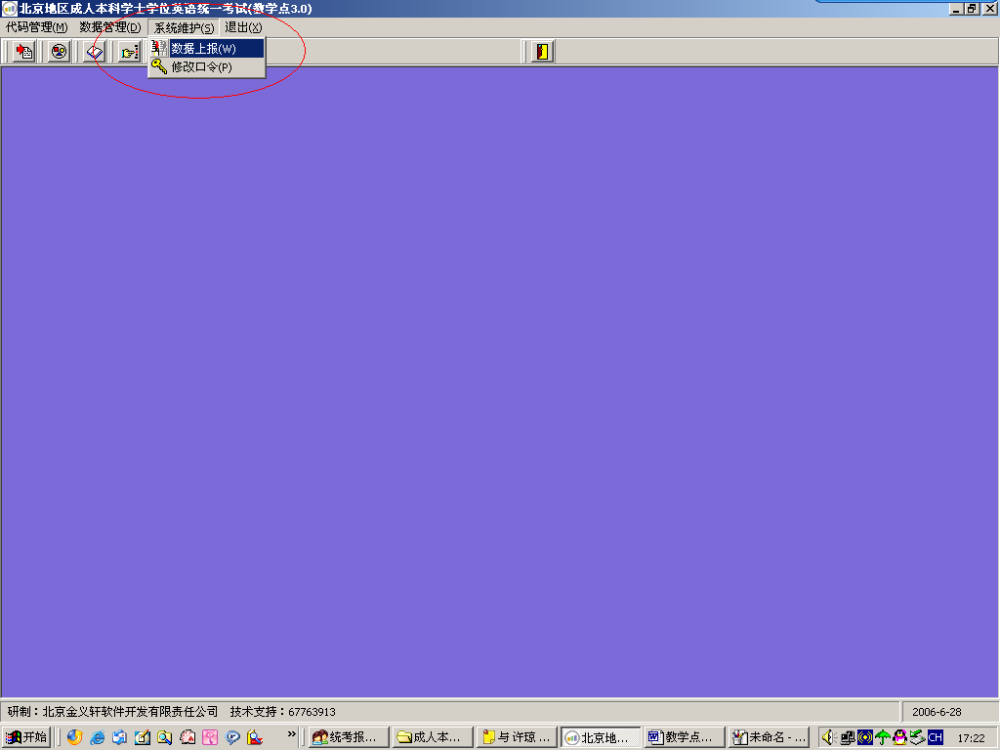 北京地区成人本科学士学位英语统一考试(教学点3.0)
代码管理(M) 数据管理(D) 系统维护(S) 退出(X)
数据上报(W)
修改口令(P)
研制：北京金义轩软件开发有限责任公司 技术支持：67763913 2006-6-28
开始 统考报... 成人本... 与 许琼 ... 北京地... 教学点... 未命名 - ... CH 17:22